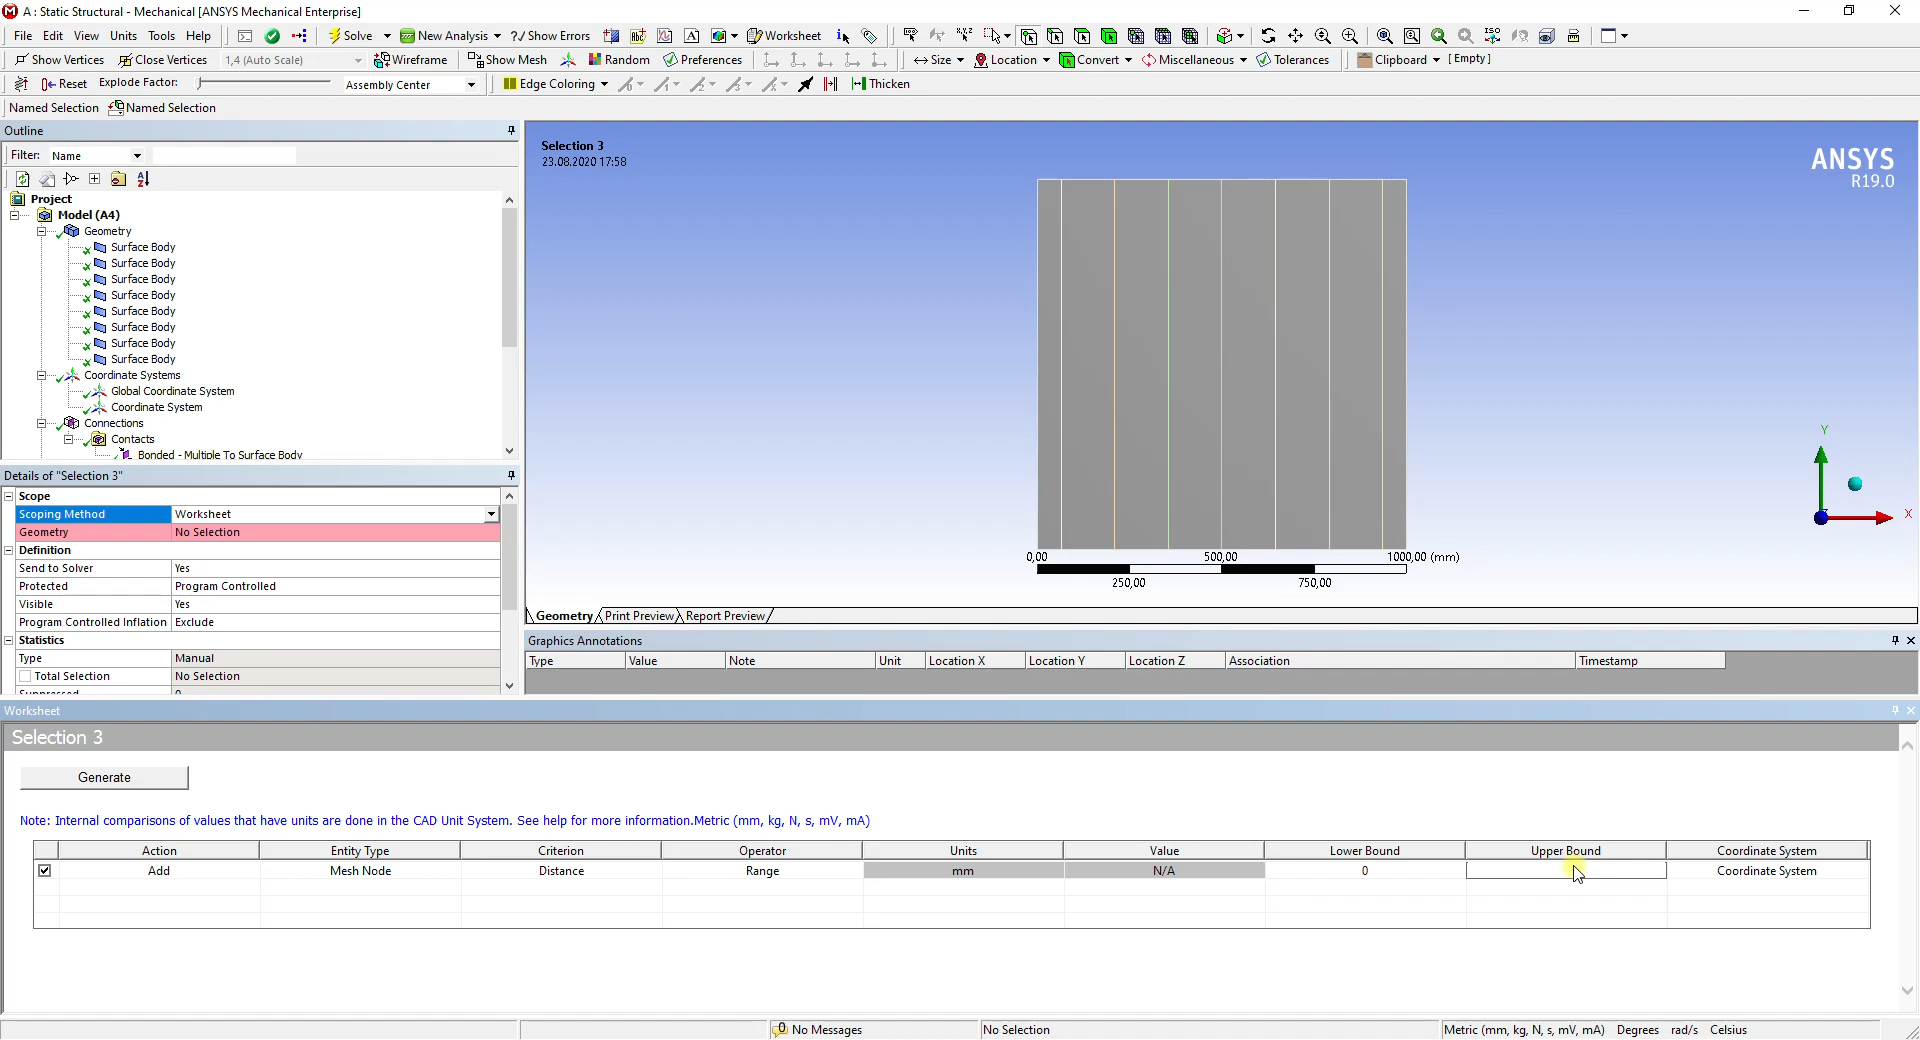 A : Static Structural - Mechanical [ANSYS Mechanical Enterprise]
File Edit View Units Tools Help Solve New Analysis ?/Show Errors Worksheet
Show Vertices Close Vertices 1,4 (Auto Scale) Wireframe Show Mesh Random Preferences Size Location Convert Miscellaneous Tolerances Clipboard [ Empty ]
Reset Explode Factor: Assembly Center Edge Coloring Thicken
Named Selection Named Selection
Outline
Filter: Name
Project
Model (A4)
Geometry
Surface Body
Surface Body
Surface Body
Surface Body
Surface Body
Surface Body
Surface Body
Surface Body
Coordinate Systems
Global Coordinate System
Coordinate System
Connections
Contacts
Bonded - Multiple To Surface Body
Details of "Selection 3"
Scope
Scoping Method Worksheet
Geometry No Selection
Definition
Send to Solver Yes
Protected Program Controlled
Visible Yes
Program Controlled Inflation Exclude
Statistics
Type Manual
Total Selection No Selection
Suppressed 0
Selection 3
23.08.2020 17:58
ANSYS
R19.0
Y
X
0,00 500,00 1000,00 (mm)
250,00 750,00
Geometry Print Preview Report Preview
Graphics Annotations
Type Value Note Unit Location X Location Y Location Z Association Timestamp
Worksheet
Selection 3
Generate
Note: Internal comparisons of values that have units are done in the CAD Unit System. See help for more information.Metric (mm, kg, N, s, mV, mA)
Action Entity Type Criterion Operator Units Value Lower Bound Upper Bound Coordinate System
Add Mesh Node Distance Range mm N/A 0 Coordinate System
0 No Messages No Selection Metric (mm, kg, N, s, mV, mA) Degrees rad/s Celsius